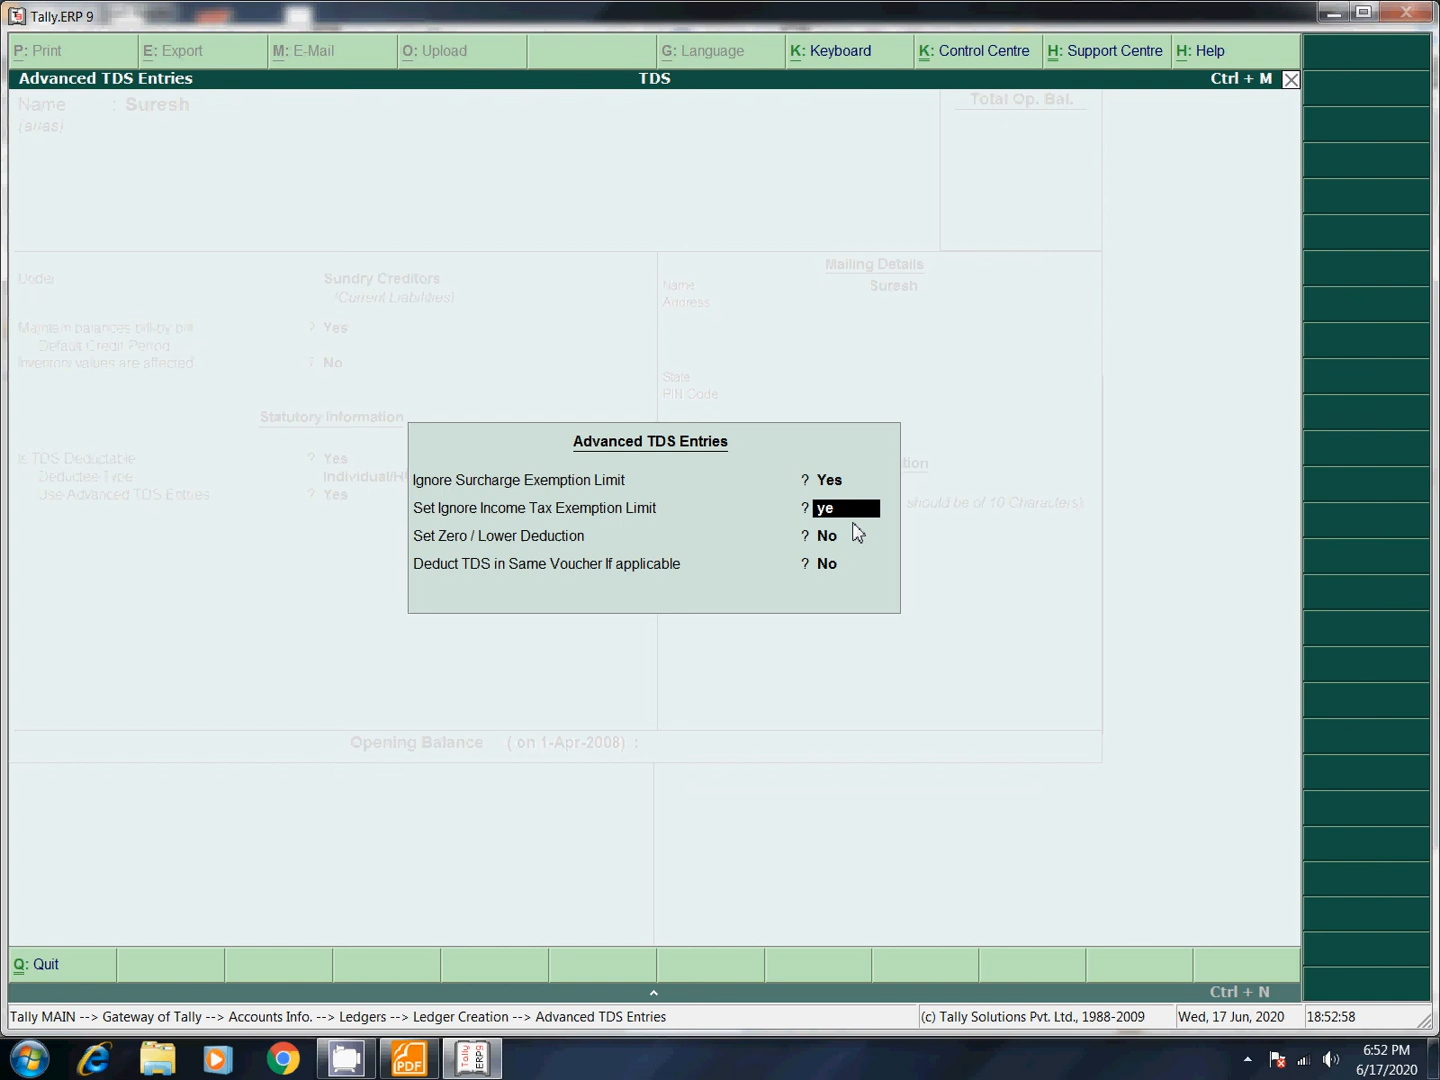 Tally.ERP 9
P: Print E: Export M: E-Mail O: Upload G: Language K: Keyboard K: Control Centre H: Support Centre H: Help
Advanced TDS Entries TDS Ctrl + M
Name : Suresh Total Op. Bal.
(alias)
Under Sundry Creditors Mailing Details
(Current Liabilities) Name Suresh
Address
Maintain balances bill-by-bill ? Yes
Default Credit Period
Inventory values are affected ? No
State
PIN Code
Statutory Information
Is TDS Deductable ? Yes
Deductee Type Individual/H
Use Advanced TDS Entries ? Yes
should be of 10 Characters)
Advanced TDS Entries
Ignore Surcharge Exemption Limit ? Yes
Set Ignore Income Tax Exemption Limit ? ye
Set Zero / Lower Deduction ? No
Deduct TDS in Same Voucher If applicable ? No
Opening Balance ( on 1-Apr-2008) :
Q: Quit
Ctrl + N
Tally MAIN --> Gateway of Tally --> Accounts Info. --> Ledgers --> Ledger Creation --> Advanced TDS Entries (c) Tally Solutions Pvt. Ltd., 1988-2009 Wed, 17 Jun, 2020 18:52:58
PDF
Tally ERP9
6:52 PM
6/17/2020